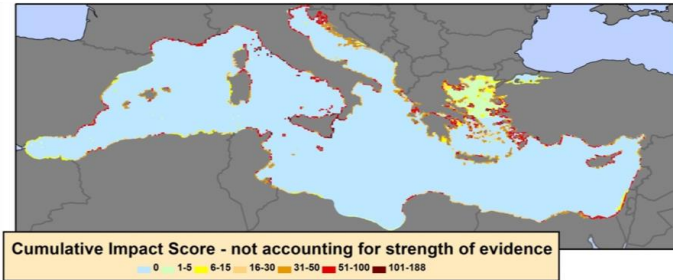 Cumulative Impact Score - not accounting for strength of evidence
0 1-5 6-15 16-30 31-50 51-100 101-188